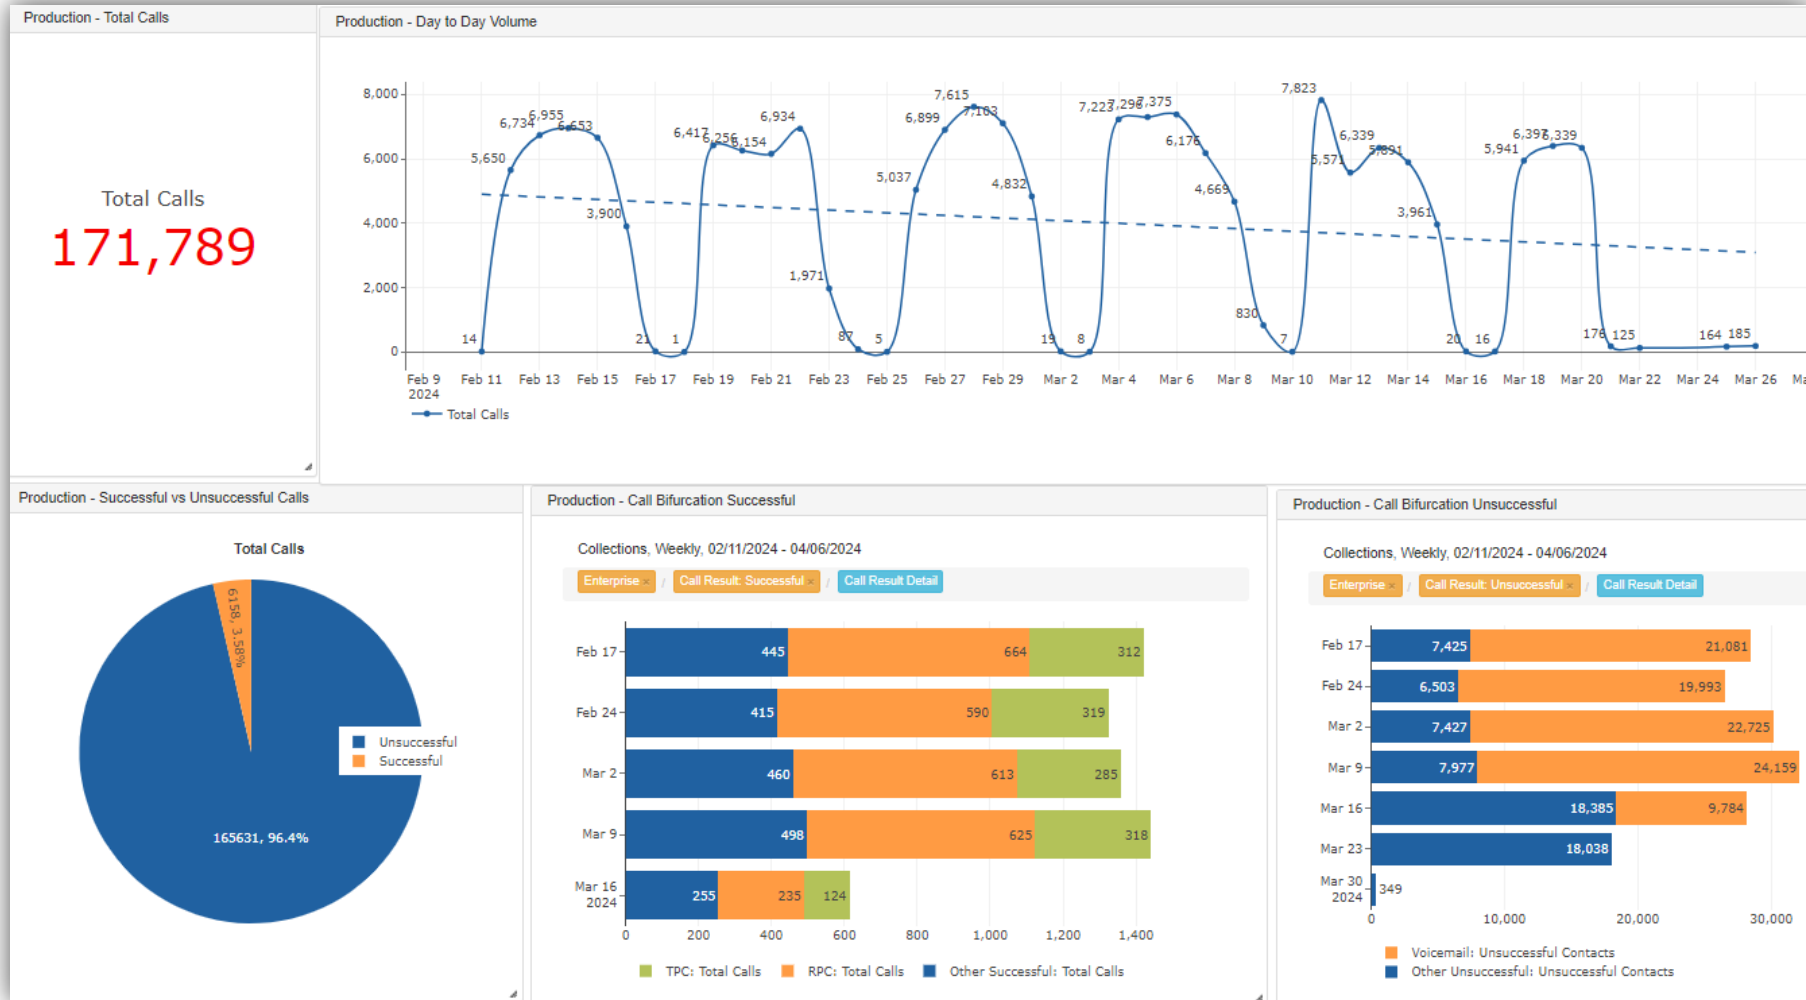 Production - Total Calls
Total Calls
171,789
Production - Day to Day Volume
8,000
6,000
4,000
2,000
0
14
5,650
6,734
6,955
6,653
3,900
21
1
6,417
6,256
6,154
6,934
1,971
87
5
5,037
6,899
7,615
7,103
4,832
19
8
7,223
7,296
7,375
6,176
4,669
830
7
7,823
5,571
6,339
5,891
3,961
20
16
5,941
6,397
6,339
176
125
164
185
Feb 9 Feb 11 Feb 13 Feb 15 Feb 17 Feb 19 Feb 21 Feb 23 Feb 25 Feb 27 Feb 29 Mar 2 Mar 4 Mar 6 Mar 8 Mar 10 Mar 12 Mar 14 Mar 16 Mar 18 Mar 20 Mar 22 Mar 24 Mar 26
2024
Total Calls
Production - Successful vs Unsuccessful Calls
Total Calls
6158, 3.58%
Unsuccessful
Successful
165631, 96.4%
Production - Call Bifurcation Successful
Collections, Weekly, 02/11/2024 - 04/06/2024
Enterprise × / Call Result: Successful × / Call Result Detail
Feb 17 445 664 312
Feb 24 415 590 319
Mar 2 460 613 285
Mar 9 498 625 318
Mar 16 255 235 124
2024
0 200 400 600 800 1,000 1,200 1,400
TPC: Total Calls RPC: Total Calls Other Successful: Total Calls
Production - Call Bifurcation Unsuccessful
Collections, Weekly, 02/11/2024 - 04/06/2024
Enterprise × / Call Result: Unsuccessful × / Call Result Detail
Feb 17 7,425 21,081
Feb 24 6,503 19,993
Mar 2 7,427 22,725
Mar 9 7,977 24,159
Mar 16 18,385 9,784
Mar 23 18,038
Mar 30 349
2024
0 10,000 20,000 30,000
Voicemail: Unsuccessful Contacts
Other Unsuccessful: Unsuccessful Contacts